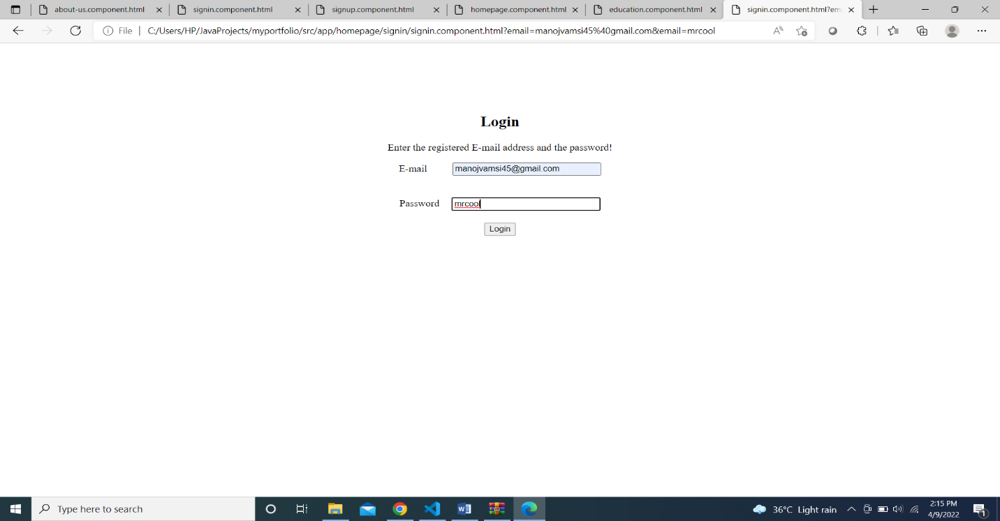 about-us.component.html
signin.component.html
signup.component.html
homepage.component.html
education.component.html
signin.component.html?em
File | C:/Users/HP/JavaProjects/myportfolio/src/app/homepage/signin/signin.component.html?email=manojvamsi45%40gmail.com&email=mrcool
Login
Enter the registered E-mail address and the password!
E-mail manojvamsi45@gmail.com
Password mrcool
Login
Type here to search
36°C Light rain
2:15 PM
4/9/2022
1